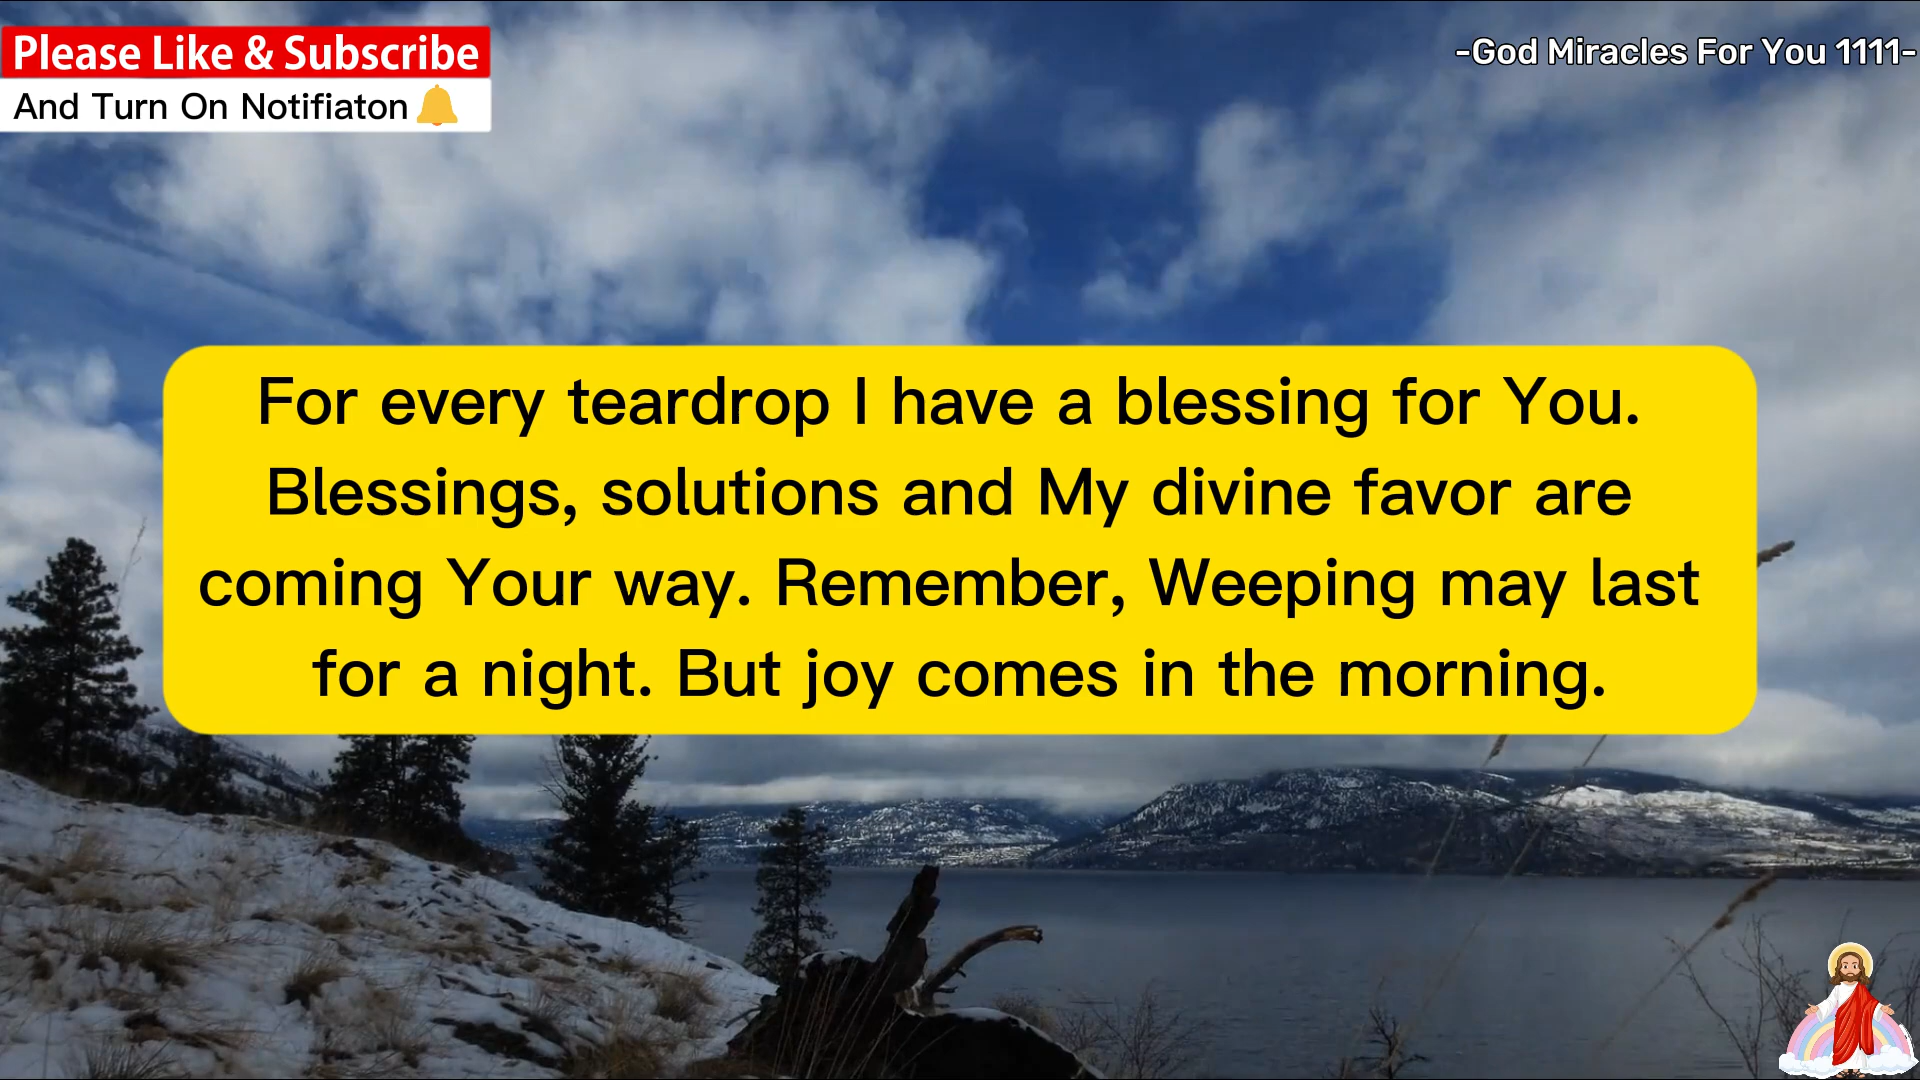 Please Like & Subscribe
And Turn On Notifiaton
-God Miracles For You 1111-
For every teardrop I have a blessing for You.
Blessings, solutions and My divine favor are
coming Your way. Remember, Weeping may last
for a night. But joy comes in the morning.